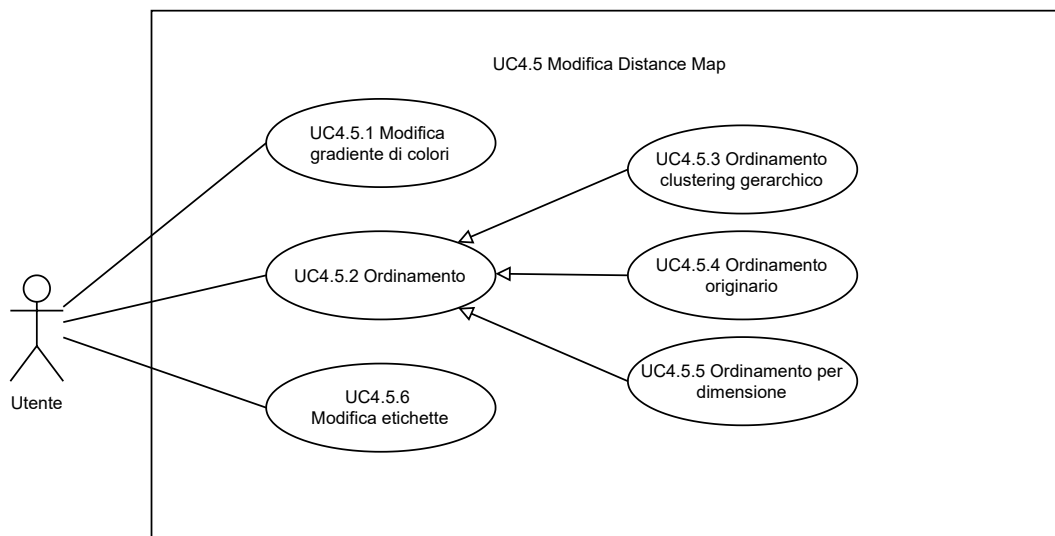 UC4.5 Modifica Distance Map
UC4.5.1 Modifica
gradiente di colori
UC4.5.3 Ordinamento
clustering gerarchico
UC4.5.2 Ordinamento
UC4.5.4 Ordinamento
originario
UC4.5.5 Ordinamento per
dimensione
UC4.5.6
Modifica etichette
Utente